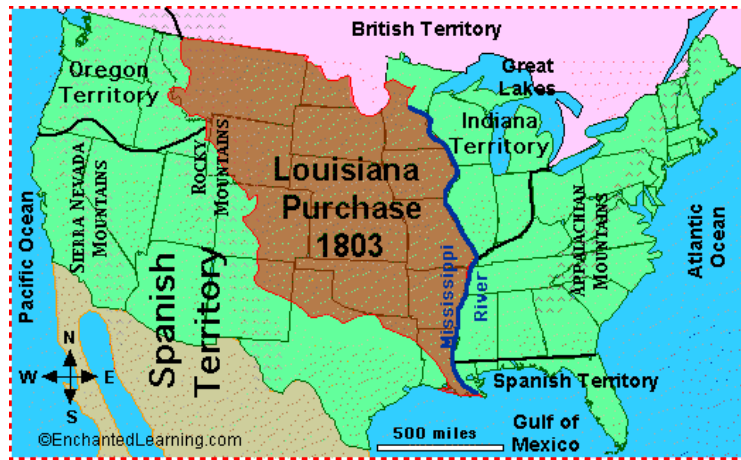 British Territory
Oregon
Territory
Great
Lakes
Indiana
Territory
ROCKY
MOUNTAINS
SIERRA NEVADA
MOUNTAINS
Louisiana
Purchase
1803
APPALACHIAN
MOUNTAINS
Atlantic
Ocean
Pacific Ocean
Spanish
Territory
Mississippi
River
N
W
E
S
Spanish Territory
Gulf of
Mexico
500 miles
©EnchantedLearning.com